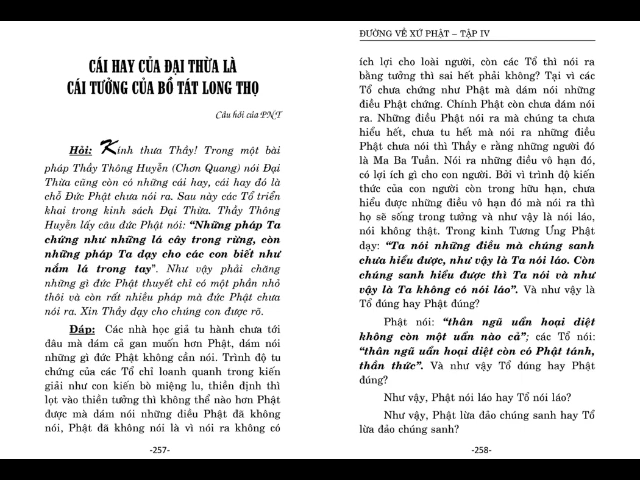 CÁI HAY CỦA ĐẠI THỪA LÀ
CÁI TƯỞNG CỦA BỒ TÁT LONG THỌ
Câu hỏi của PNT
Hỏi: Kính thưa Thầy! Trong một bài
pháp Thầy Thông Huyễn (Chơn Quang) nói Đại
Thừa cũng còn có những cái hay, cái hay đó là
chỗ Đức Phật chưa nói ra. Sau này các Tổ triển
khai trong kinh sách Đại Thừa. Thầy Thông
Huyễn lấy câu đức Phật nói: “Những pháp Ta
chứng như những lá cây trong rừng, còn
những pháp Ta dạy cho các con biết như
nắm lá trong tay". Như vậy phải chăng
những gì đức Phật thuyết chỉ có một phần nhỏ
thôi và còn rất nhiều pháp mà đức Phật chưa
nói ra. Xin Thầy dạy cho chúng con được rõ.
Đáp: Các nhà học giả tu hành chưa tới
đâu mà dám cả gan muốn hơn Phật, dám nói
những gì đức Phật không cần nói. Trình độ tu
chứng của các Tổ chỉ loanh quanh trong kiến
giải như con kiến bò miệng lu, thiền định thì
lọt vào thiền tưởng thì không thể nào hơn Phật
được mà dám nói những điều Phật đã không
nói, Phật đã không nói là vì nói ra không có
-257-
ĐƯỜNG VỀ XỨ PHẬT – TẬP IV
ích lợi cho loài người, còn các Tổ thì nói ra
bằng tưởng thì sai hết phải không? Tại vì các
Tổ chưa chứng như Phật mà dám nói những
điều Phật chứng. Chính Phật còn chưa dám nói
ra. Những điều Phật nói ra mà chúng ta chưa
hiểu hết, chưa tu hết mà nói ra những điều
Phật chưa nói thì Thầy e rằng những người đó
là Ma Ba Tuần. Nói ra những điều vô hạn đó,
có lợi ích gì cho con người. Bởi vì trình độ kiến
thức của con người còn trong hữu hạn, chưa
hiểu được những điều vô hạn đó mà nói ra thì
họ sẽ sống trong tưởng và như vậy là nói láo,
nói không thật. Trong kinh Tương Ưng Phật
dạy: “Ta nói những điều mà chúng sanh
chưa hiểu được, như vậy là Ta nói láo. Còn
chúng sanh hiểu được thì Ta nói và như
vậy là Ta không có nói láo”. Và như vậy là
Tổ đúng hay Phật đúng?
Phật nói: “thân ngũ uẩn hoại diệt
không còn một uẩn nào cả”; các Tổ nói:
“thân ngũ uẩn hoại diệt còn có Phật tánh,
thần thức”. Và như vậy Tổ đúng hay Phật
đúng?
Như vậy, Phật nói láo hay Tổ nói láo?
Như vậy, Phật lừa đảo chúng sanh hay Tổ
lừa đảo chúng sanh?
-258-